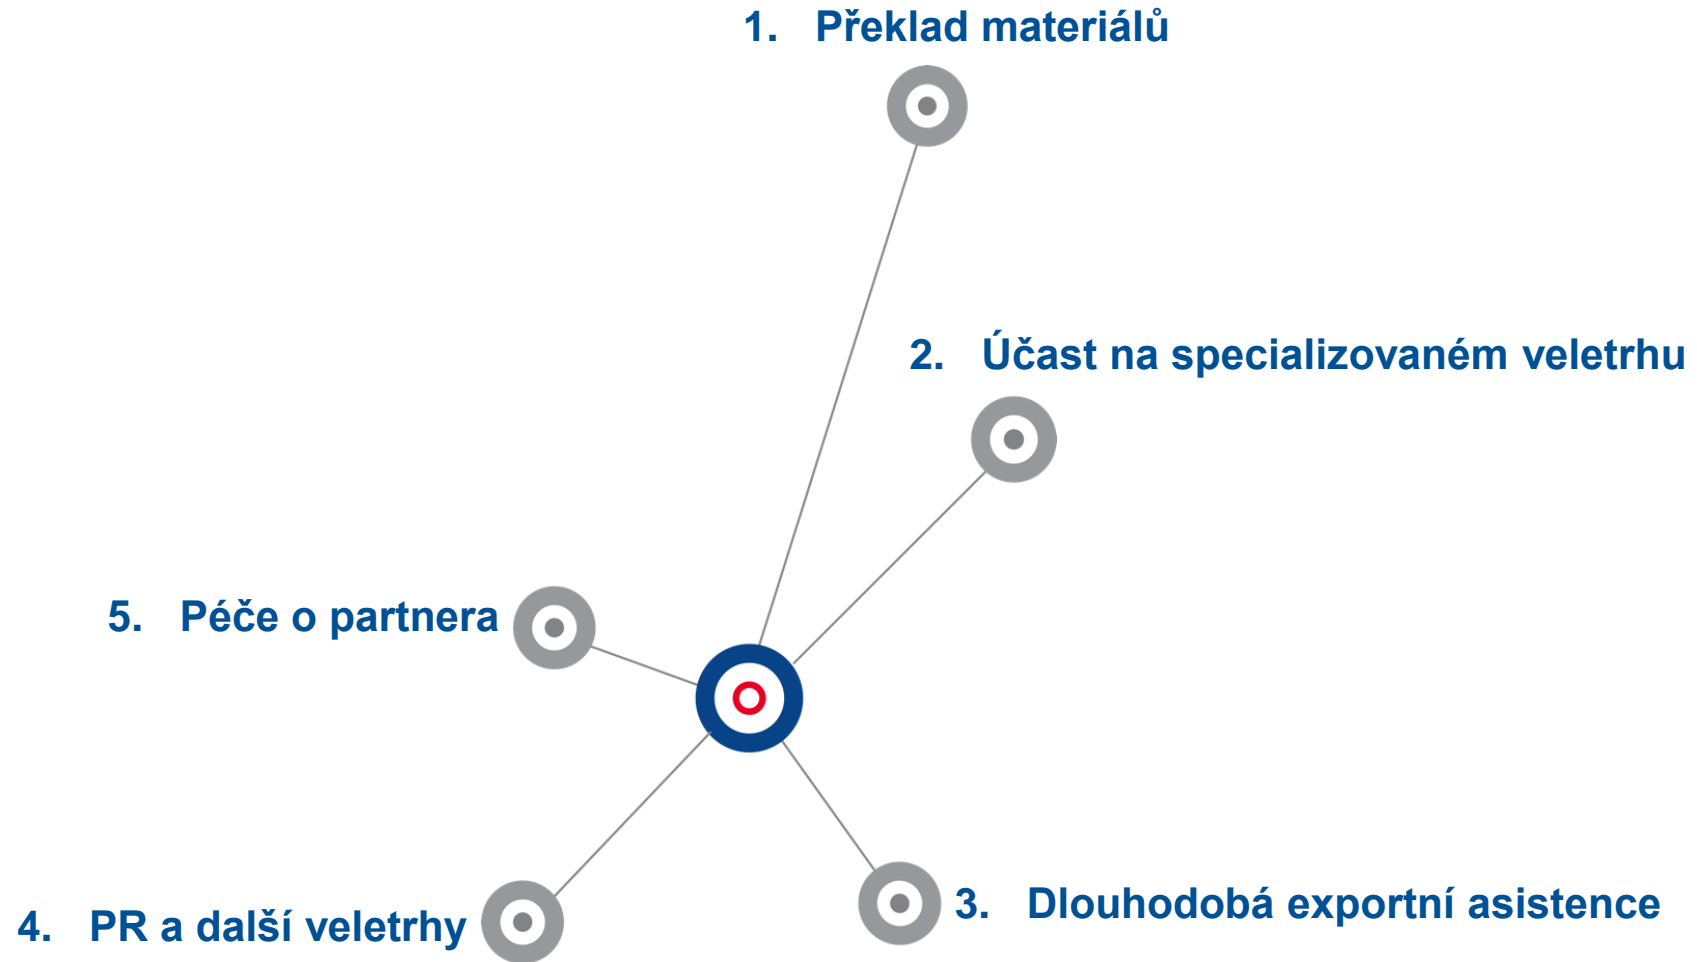 1. Překlad materiálů
2. Účast na specializovaném veletrhu
5. Péče o partnera
3. Dlouhodobá exportní asistence
4. PR a další veletrhy